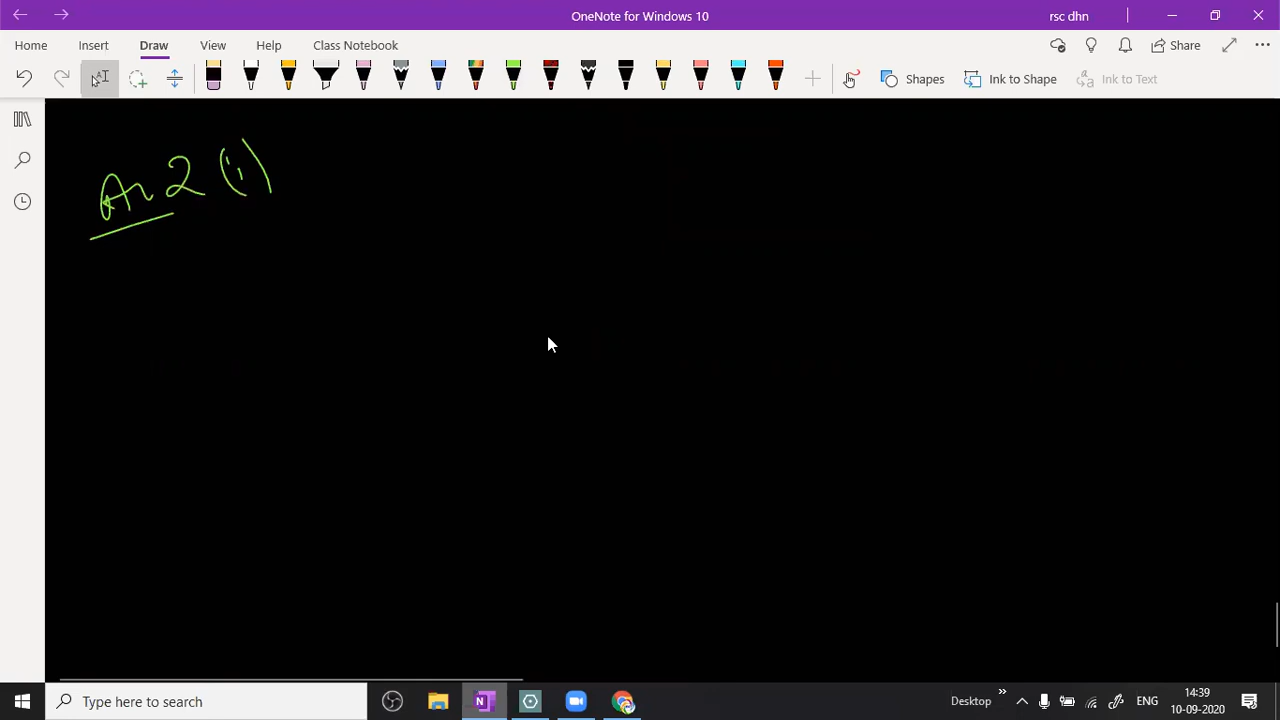 OneNote for Windows 10
rsc dhn
Home Insert Draw View Help Class Notebook
Share
Shapes Ink to Shape Ink to Text
2 (i)
Type here to search
Desktop
ENG
14:39
10-09-2020